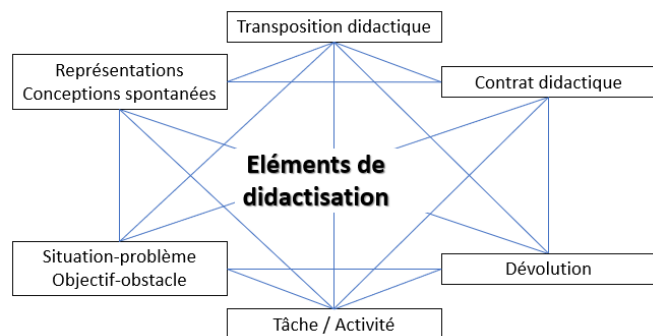 Transposition didactique
Représentations
Conceptions spontanées
Contrat didactique
Eléments de
didactisation
Situation-problème
Objectif-obstacle
Dévolution
Tâche / Activité